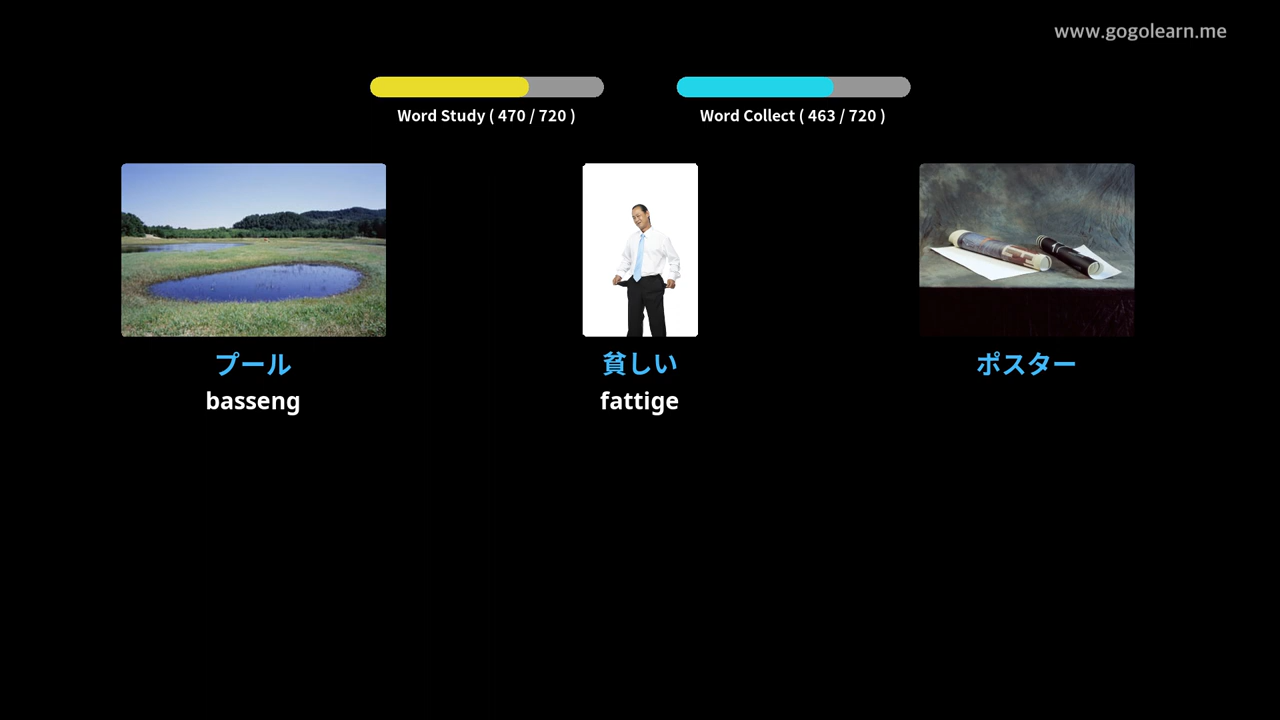 www.gogolearn.me
Word Study ( 470 / 720 )
Word Collect ( 463 / 720 )
プール
貧しい
ポスター
basseng
fattige